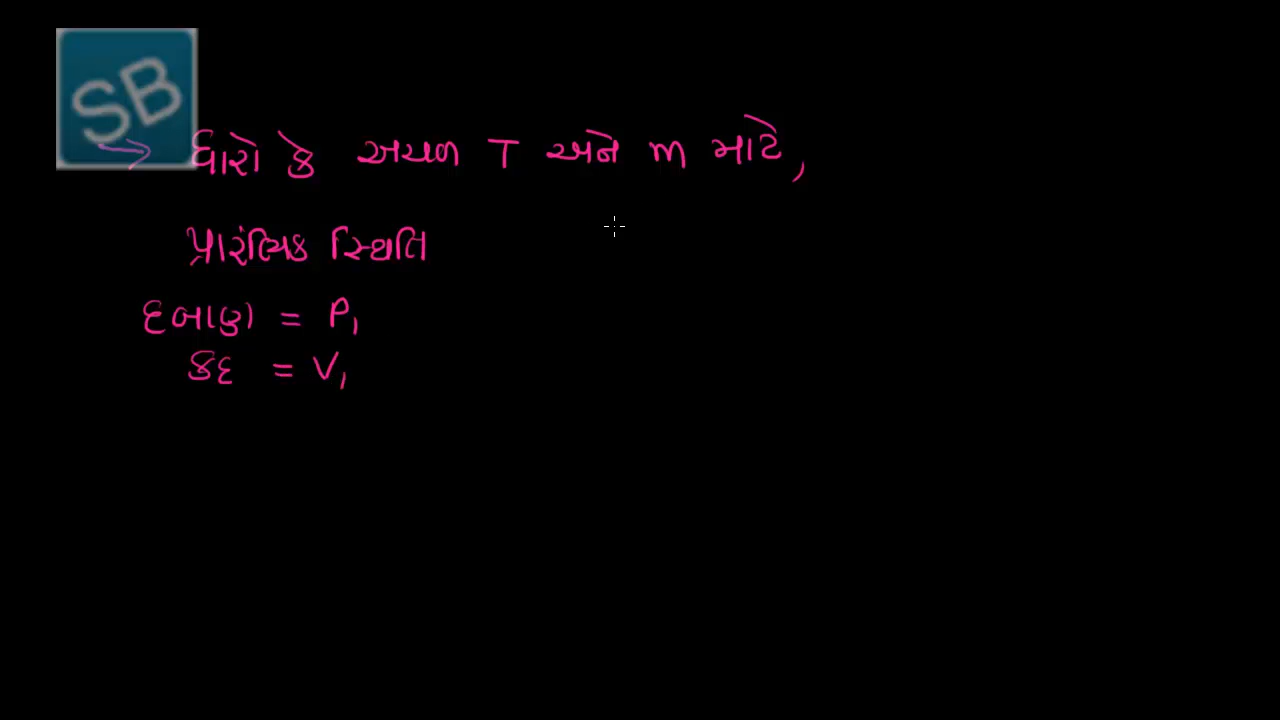 SB
→ ધારો કે અચળ T અને m માટે,
પ્રારંભિક સ્થિતિ
દબાણ = P₁
કદ = V₁